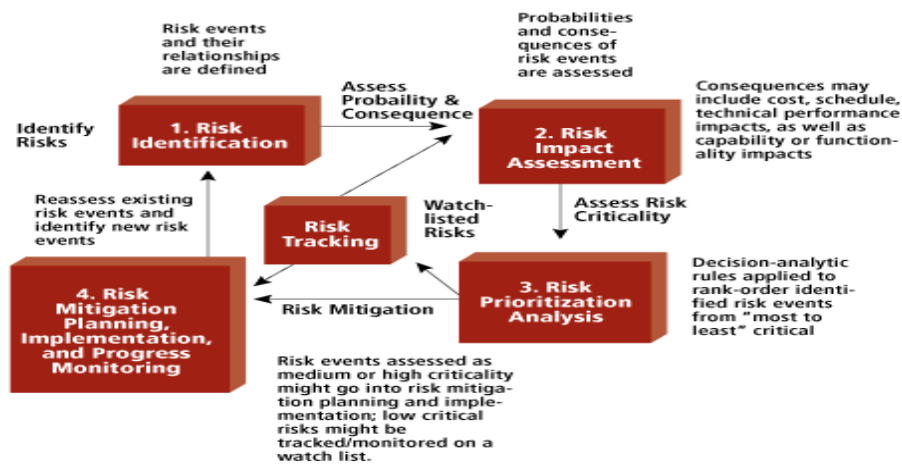 Risk events
and their
relationships
are defined
Probabilities
and conse-
quences of
risk events
are assessed
Assess
Probaility &
Consequence
Identify
Risks
1. Risk
Identification
2. Risk
Impact
Assessment
Consequences may
include cost, schedule,
technical performance
impacts, as well as
capability or function-
ality impacts
Reassess existing
risk events and
identify new risk
events
Risk
Tracking
Watch-
listed
Risks
Assess Risk
Criticality
4. Risk
Mitigation
Planning,
Implementation,
and Progress
Monitoring
Risk Mitigation
3. Risk
Prioritization
Analysis
Decision-analytic
rules applied to
rank-order identi-
fied risk events
from “most to
least” critical
Risk events assessed as
medium or high criticality
might go into risk mitiga-
tion planning and imple-
mentation; low critical
risks might be
tracked/monitored on a
watch list.